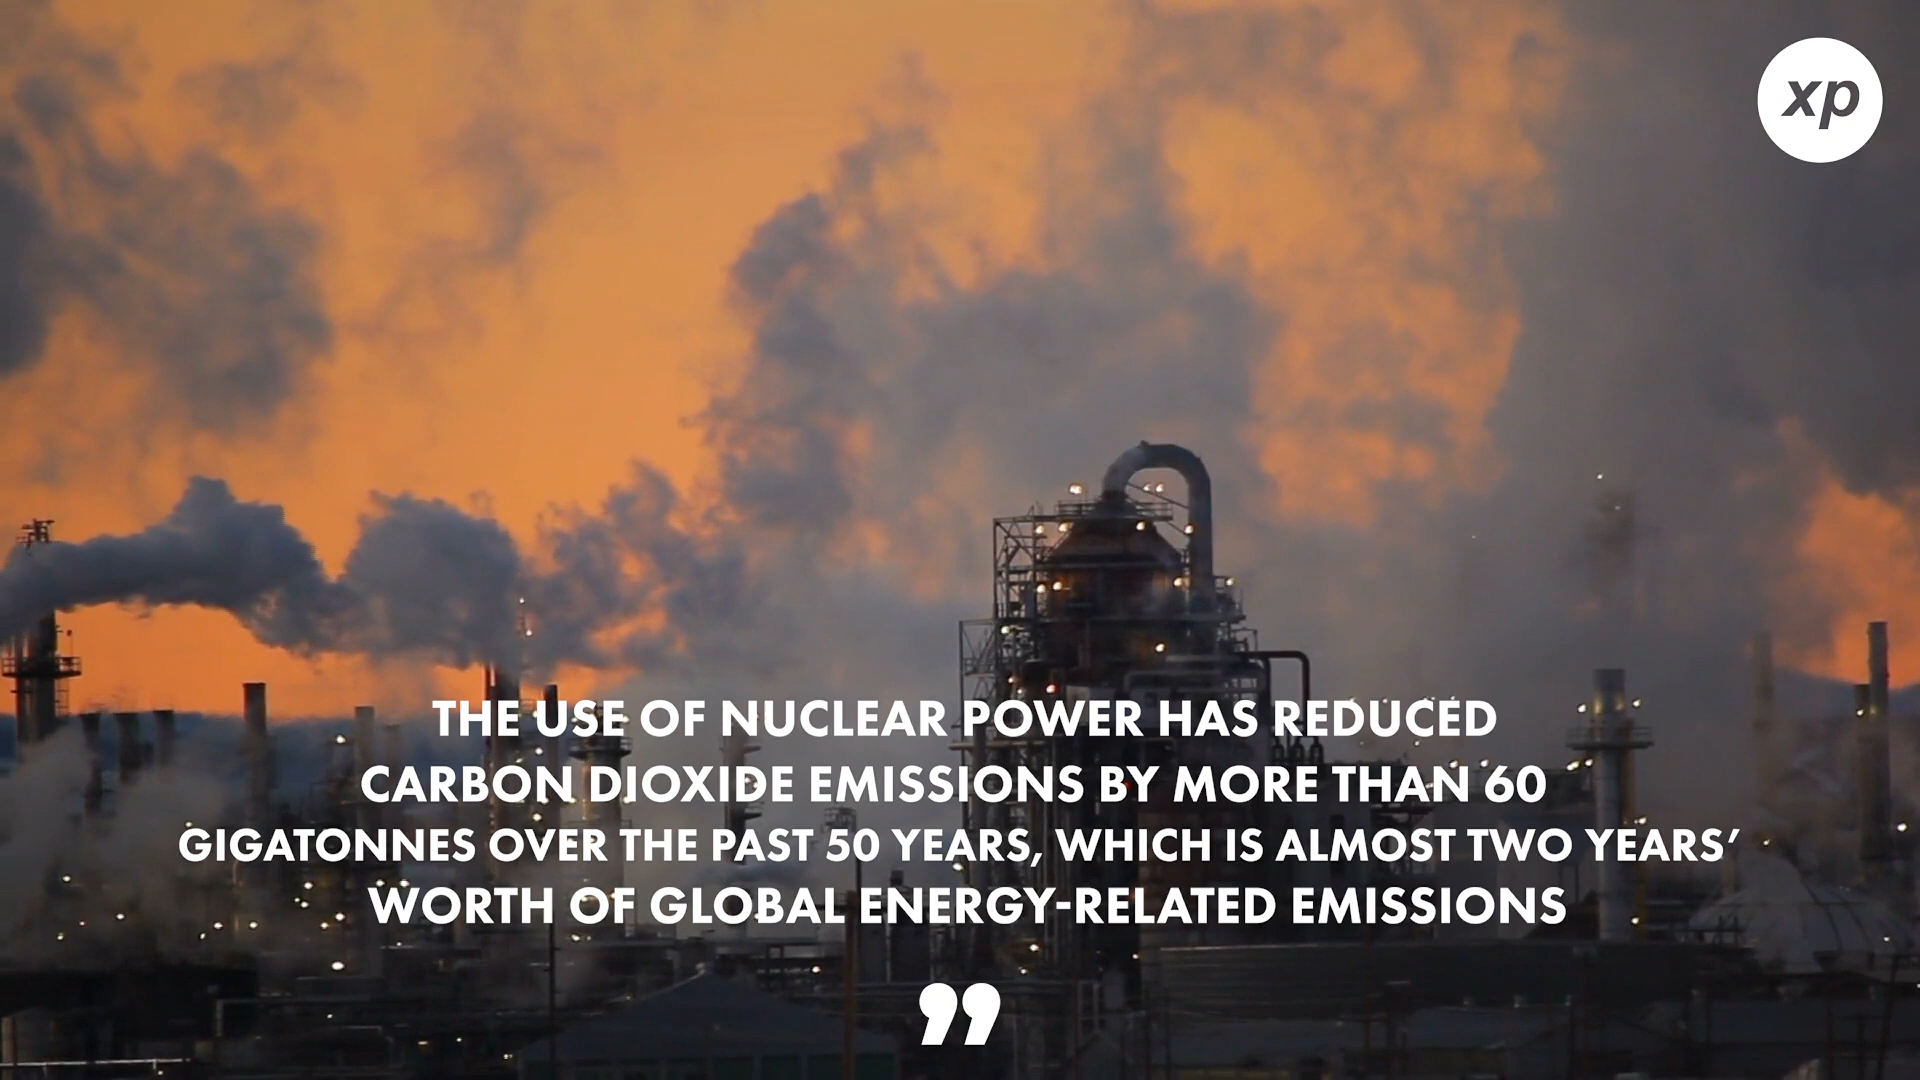 xp
THE USE OF NUCLEAR POWER HAS REDUCED
CARBON DIOXIDE EMISSIONS BY MORE THAN 60
GIGATONNES OVER THE PAST 50 YEARS, WHICH IS ALMOST TWO YEARS’
WORTH OF GLOBAL ENERGY-RELATED EMISSIONS
”